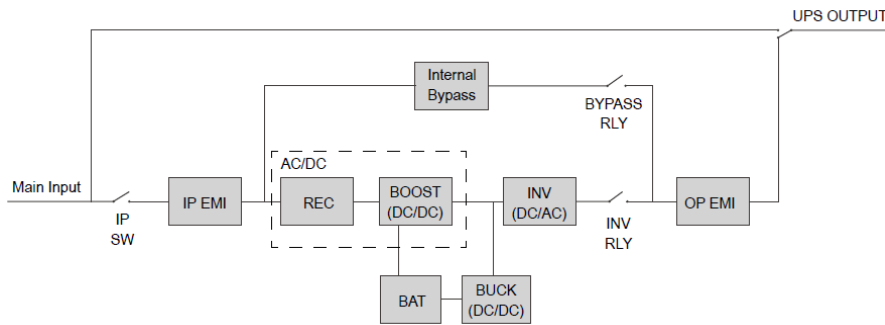 UPS OUTPUT
Internal
Bypass
BYPASS
RLY
AC/DC
Main Input
IP
SW
IP EMI
REC
BOOST
(DC/DC)
INV
(DC/AC)
INV
RLY
OP EMI
BAT
BUCK
(DC/DC)